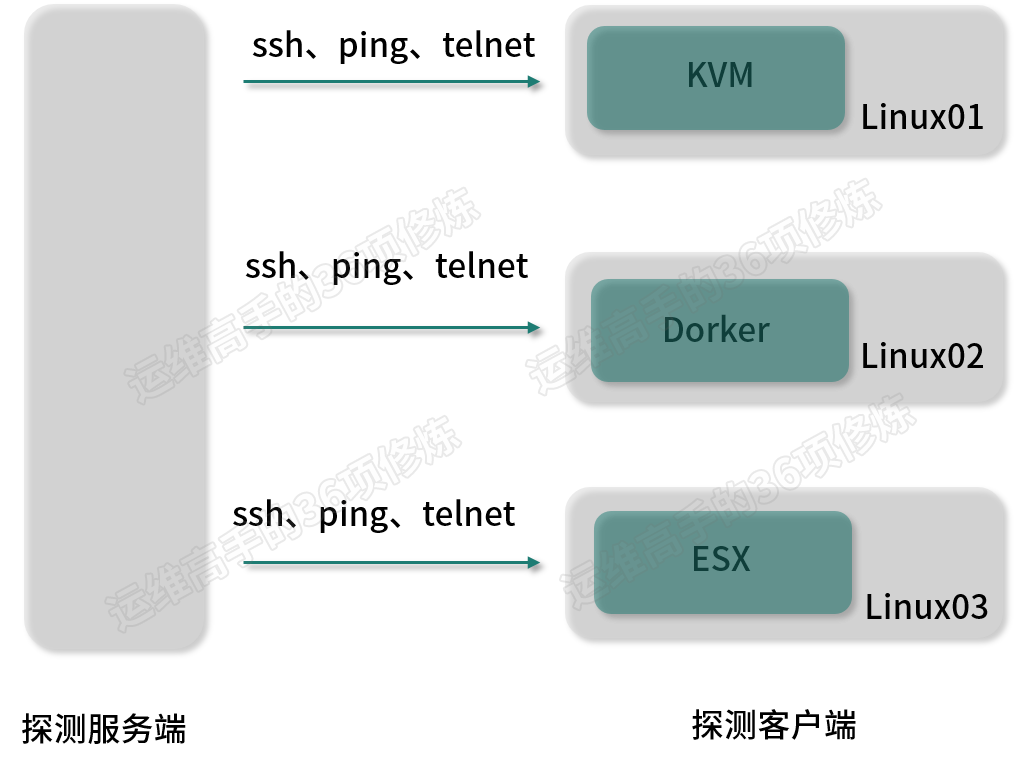 ssh、ping、telnet
KVM
Linux01
ssh、ping、telnet
Dorker
Linux02
ssh、ping、telnet
ESX
Linux03
探测服务端
探测客户端
运维高手的36项修炼
运维高手的36项修炼
运维高手的36项修炼
运维高手的36项修炼